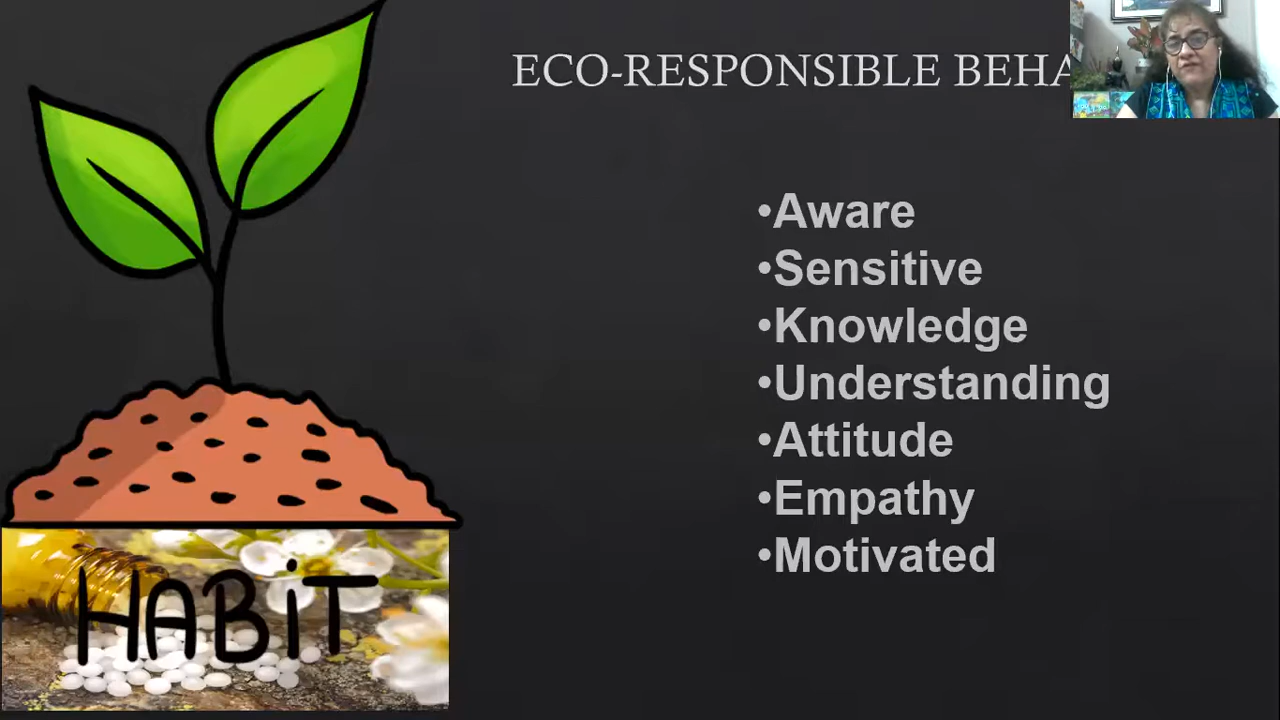 ECO-RESPONSIBLE BEHA
•Aware
•Sensitive
•Knowledge
•Understanding
•Attitude
•Empathy
•Motivated
HABiT